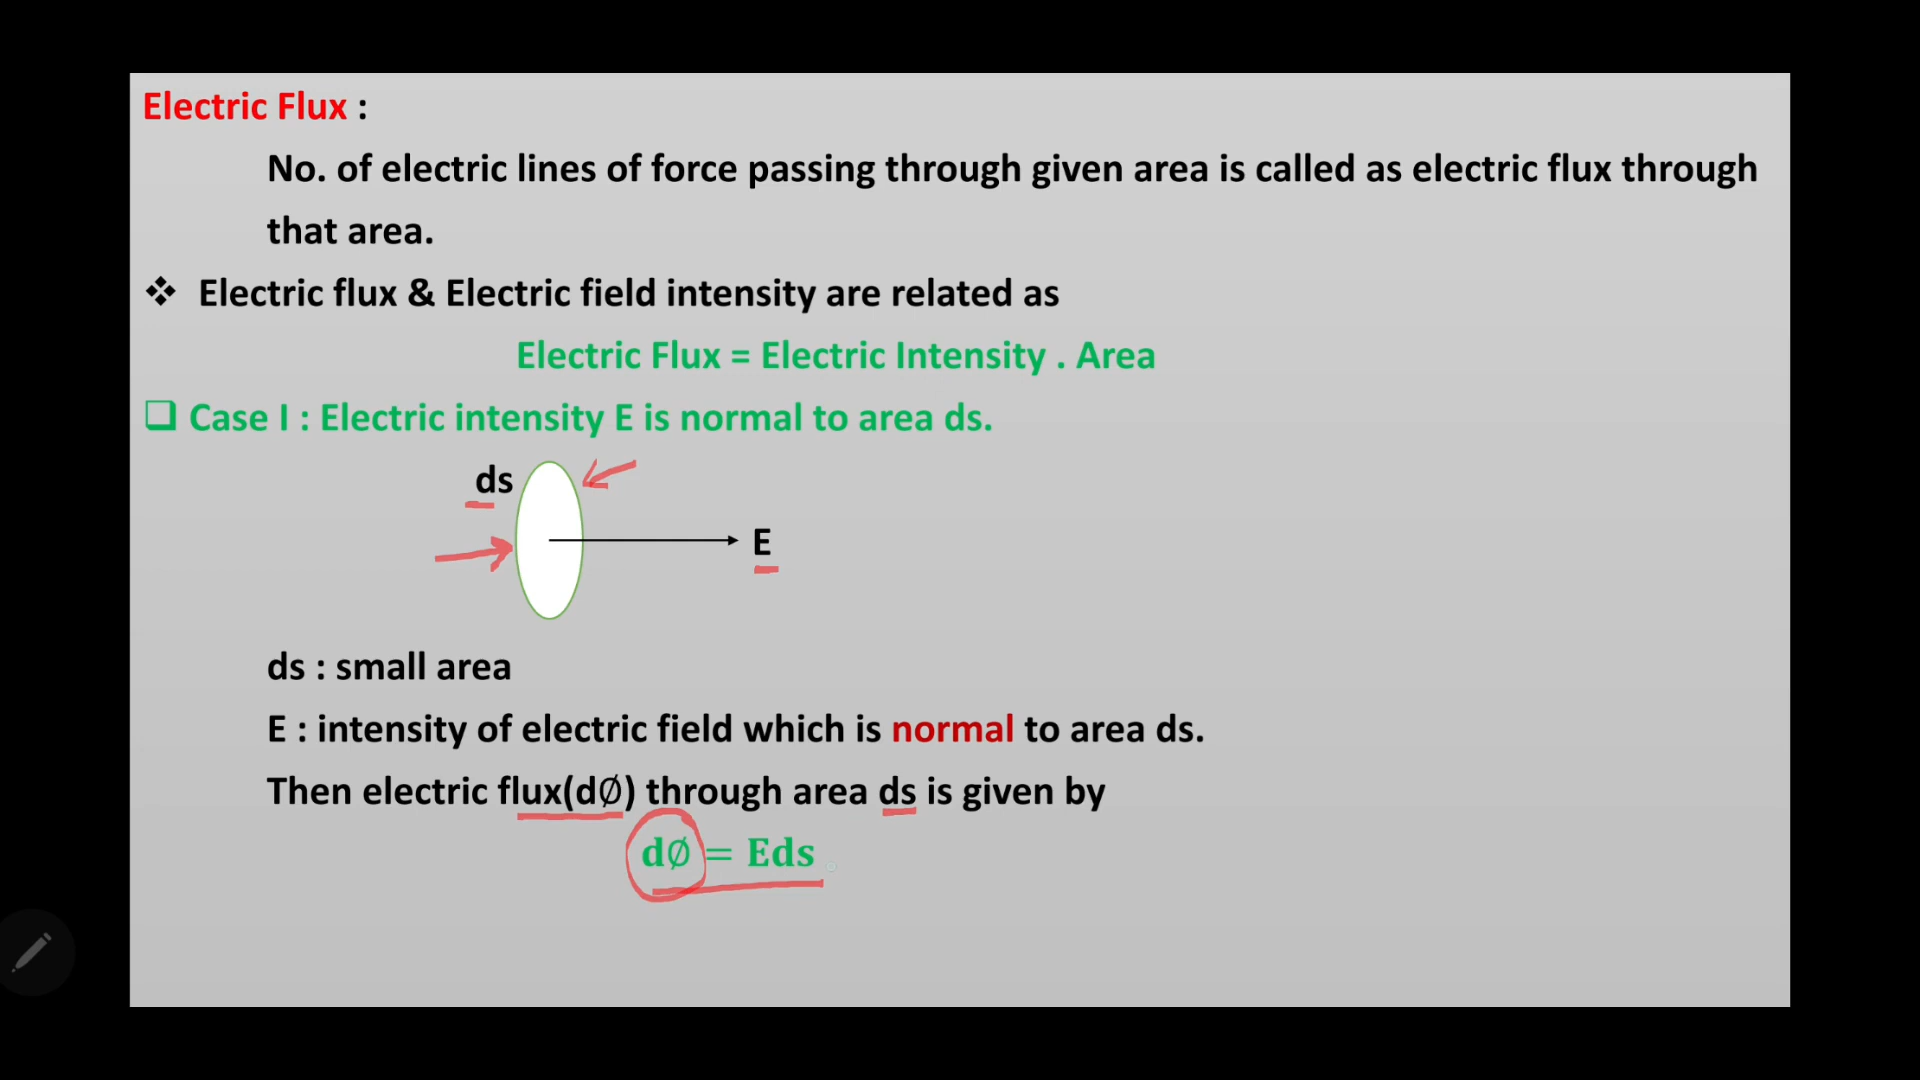 Electric Flux :
No. of electric lines of force passing through given area is called as electric flux through
that area.
❖ Electric flux & Electric field intensity are related as
Electric Flux = Electric Intensity . Area
❑ Case I : Electric intensity E is normal to area ds.
ds
E
ds : small area
E : intensity of electric field which is normal to area ds.
Then electric flux(d∅) through area ds is given by
d∅ = Eds